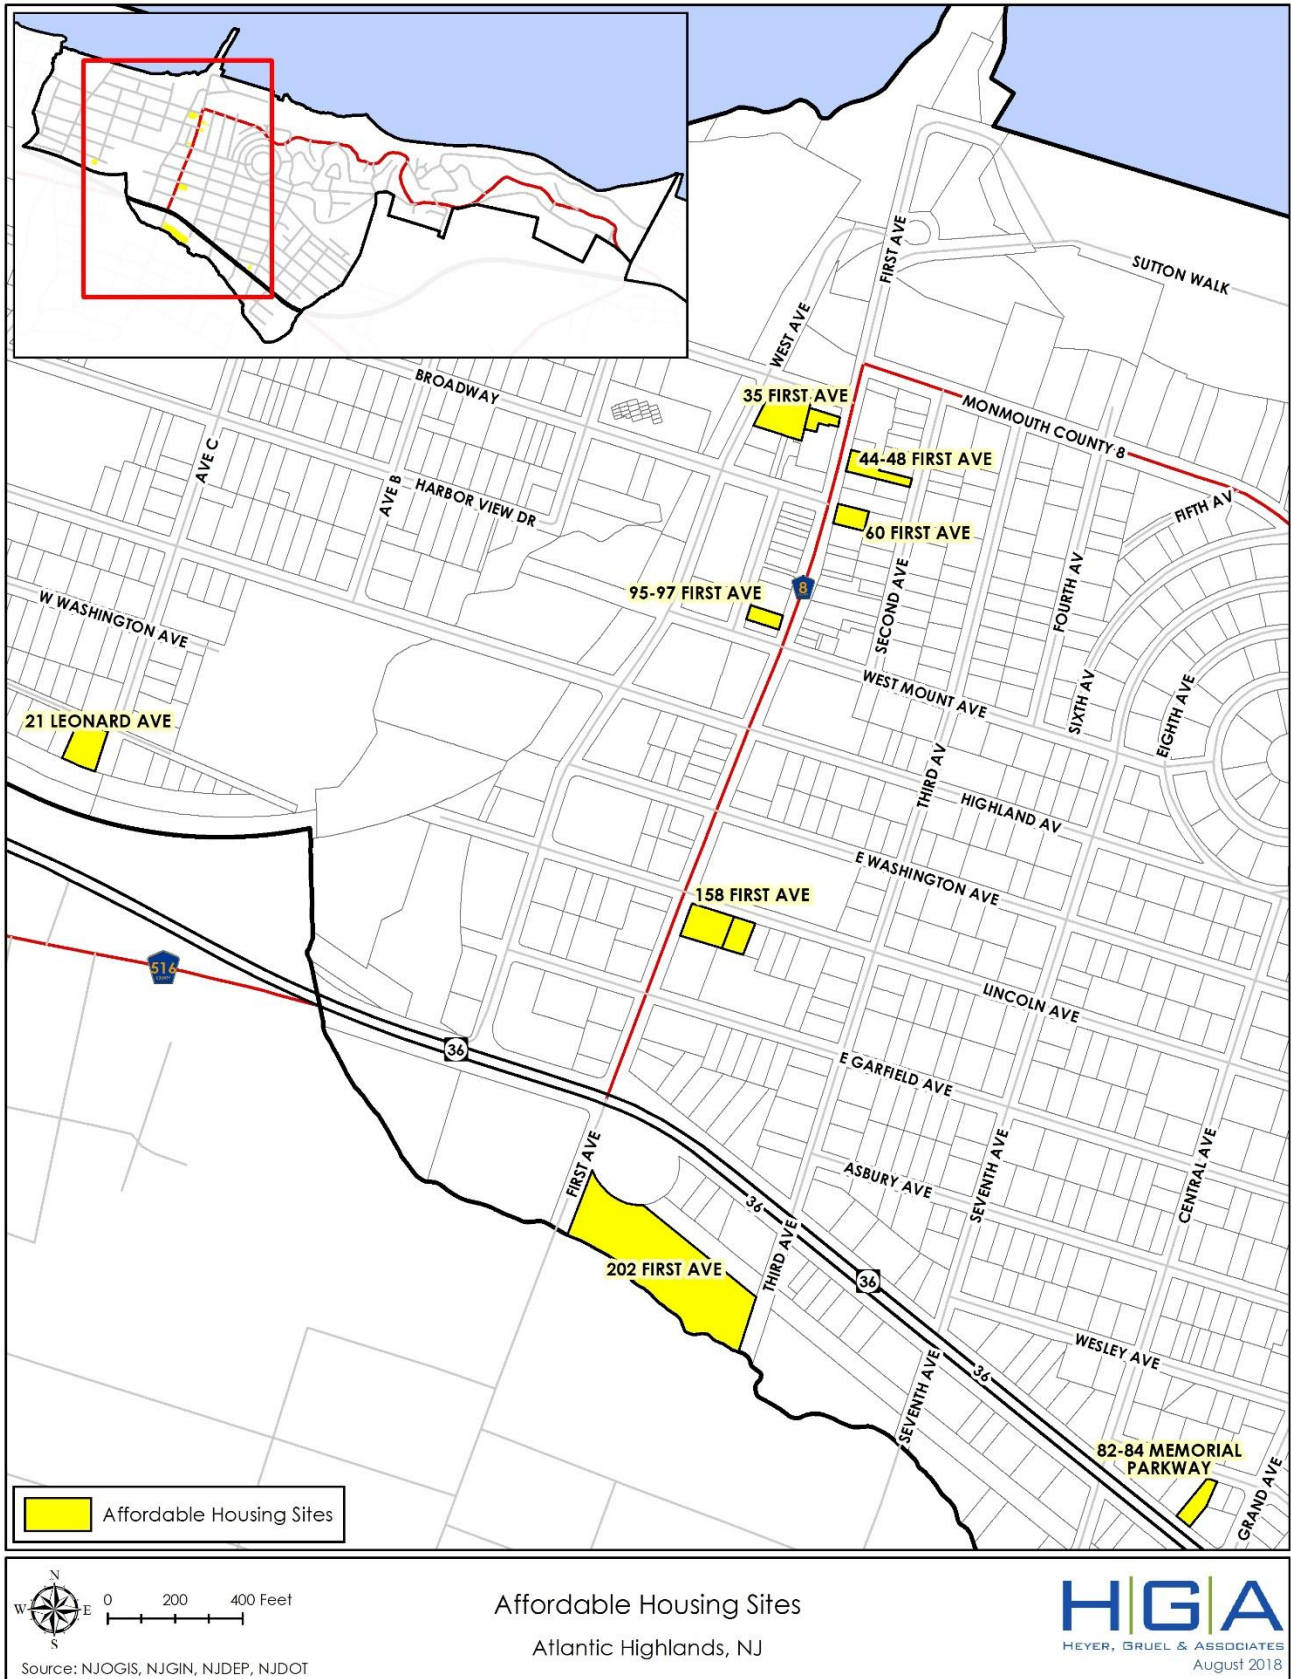 FIRST AVE
SUTTON WALK
WEST AVE
BROADWAY
35 FIRST AVE
MONMOUTH COUNTY 8
AVE C
44-48 FIRST AVE
AVE B
HARBOR VIEW DR
FIFTH AV
60 FIRST AVE
95-97 FIRST AVE
8
SECOND AVE
FOURTH AV
W WASHINGTON AVE
WEST MOUNT AVE
SIXTH AV
EIGHTH AVE
21 LEONARD AVE
THIRD AV
HIGHLAND AV
E WASHINGTON AVE
158 FIRST AVE
516
COUNTY
LINCOLN AVE
36
E GARFIELD AVE
FIRST AVE
ASBURY AVE
SEVENTH AVE
CENTRAL AVE
36
THIRD AVE
202 FIRST AVE
36
WESLEY AVE
36
SEVENTH AVE
82-84 MEMORIAL
PARKWAY
GRAND AVE
Affordable Housing Sites
N
W E
S
0 200 400 Feet
Source: NJOGIS, NJGIN, NJDEP, NJDOT
Affordable Housing Sites
Atlantic Highlands, NJ
H|G|A
HEYER, GRUEL & ASSOCIATES
August 2018